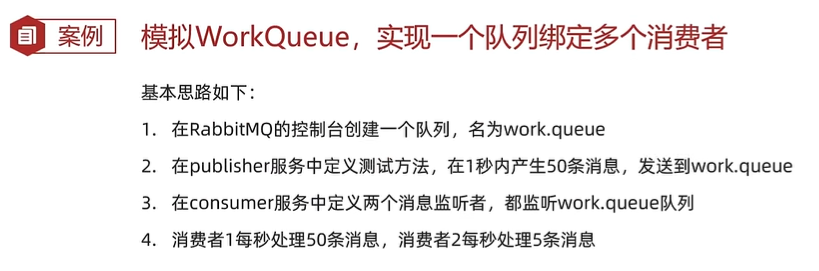 案例
模拟WorkQueue，实现一个队列绑定多个消费者
基本思路如下：
1. 在RabbitMQ的控制台创建一个队列，名为work.queue
2. 在publisher服务中定义测试方法，在1秒内产生50条消息，发送到work.queue
3. 在consumer服务中定义两个消息监听者，都监听work.queue队列
4. 消费者1每秒处理50条消息，消费者2每秒处理5条消息